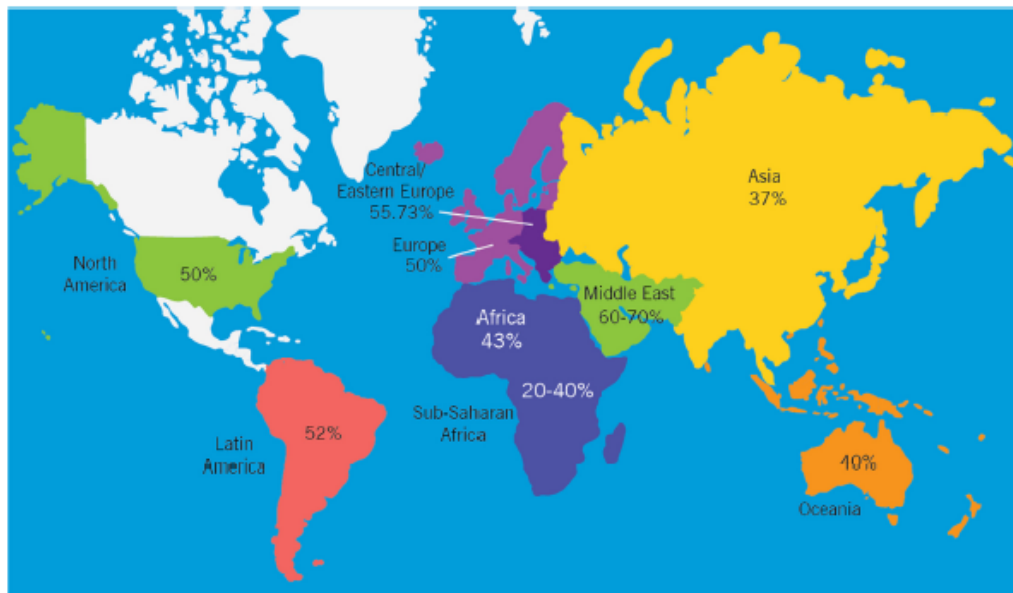 Central/
Eastern Europe
55.73%
Europe
50%
Asia
37%
North
America
50%
Middle East
60-70%
Africa
43%
20-40%
Sub-Saharan
Africa
52%
Latin
America
40%
Oceania